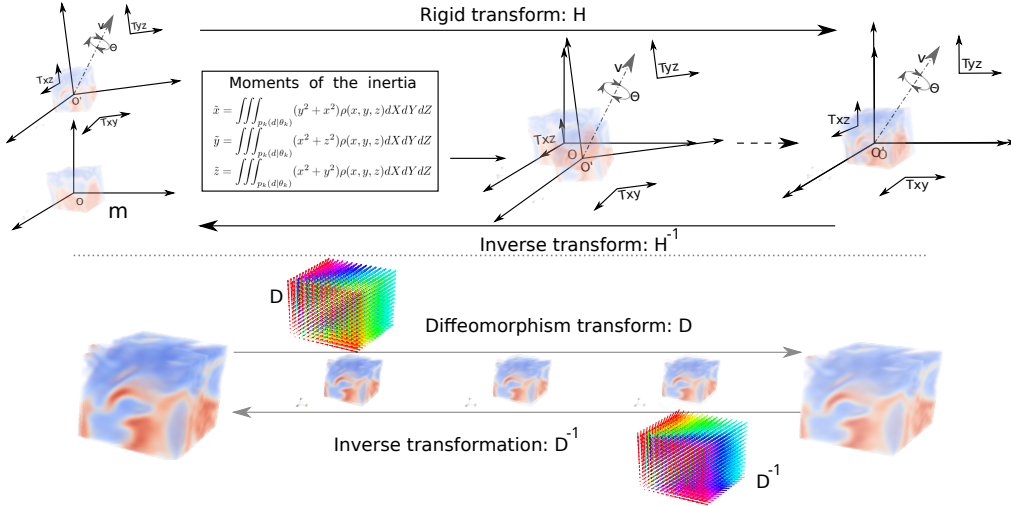 Rigid transform: H
v
Θ
Tyz
Txz
O'
Txy
O
m
Moments of the inertia
x̃ = ∭_{p_k(d|θ_k)} (y² + x²)ρ(x, y, z)dXdYdZ
ỹ = ∭_{p_k(d|θ_k)} (x² + z²)ρ(x, y, z)dXdYdZ
z̃ = ∭_{p_k(d|θ_k)} (x² + y²)ρ(x, y, z)dXdYdZ
v
Θ
Tyz
Txz
O
O'
Txy
v
Θ
Tyz
Txz
O'
O
Txy
Inverse transform: H⁻¹
D
Diffeomorphism transform: D
Inverse transformation: D⁻¹
D⁻¹